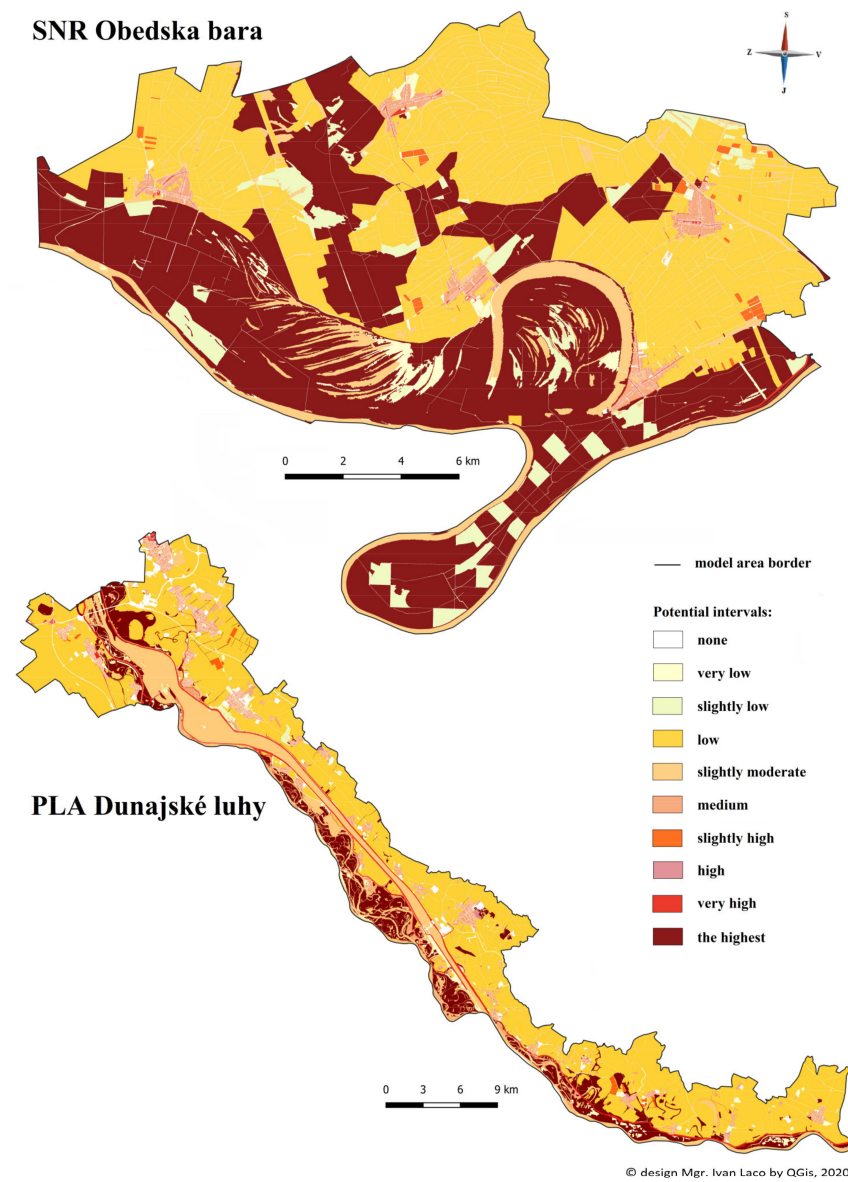 SNR Obedska bara
S
Z V
J
0 2 4 6 km
model area border
Potential intervals:
none
very low
slightly low
low
slightly moderate
PLA Dunajské luhy
medium
slightly high
high
very high
the highest
0 3 6 9 km
© design Mgr. Ivan Laco by QGis, 2020